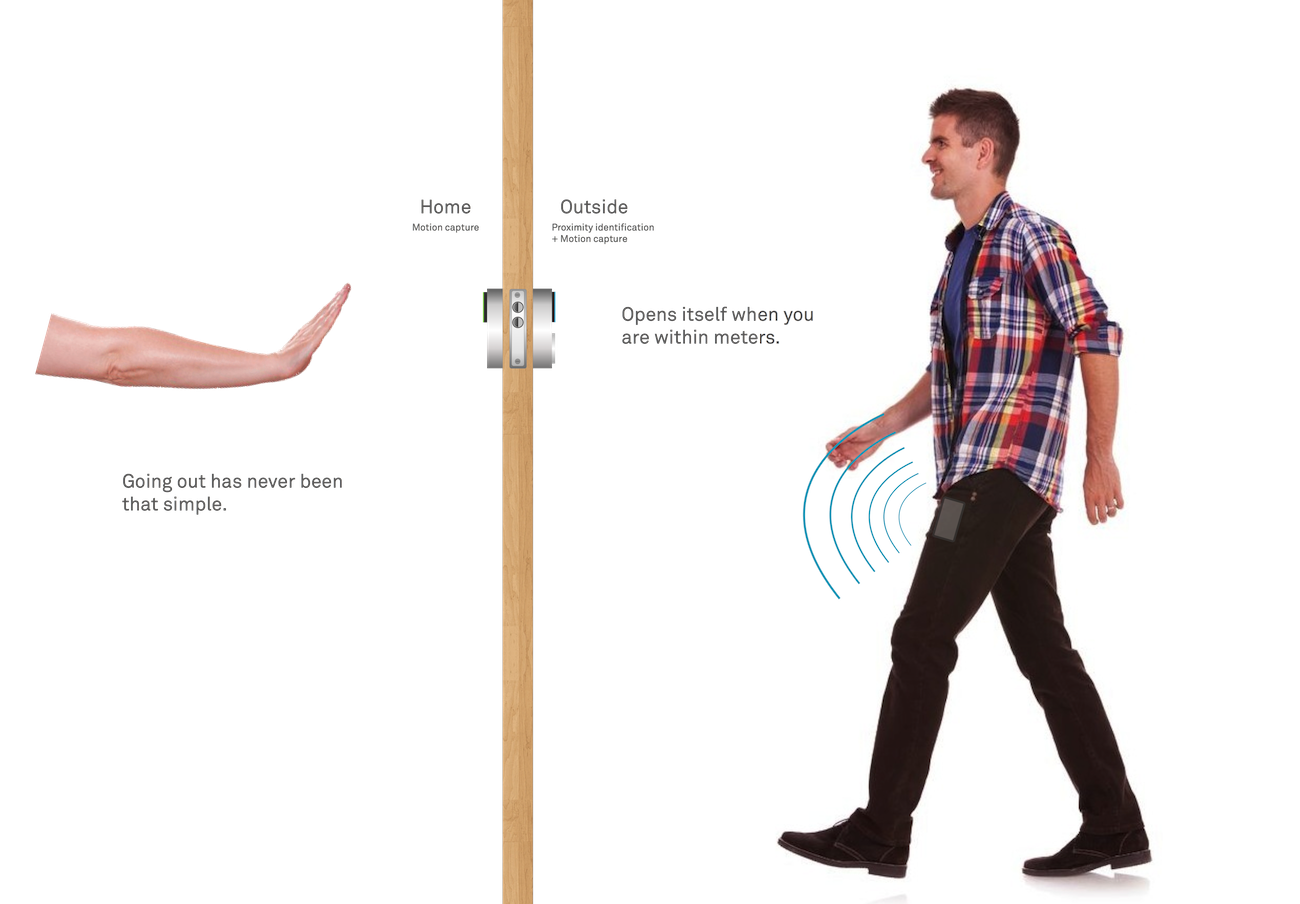 Home
Motion capture
Outside
Proximity identification
+ Motion capture
Opens itself when you
are within meters.
Going out has never been
that simple.